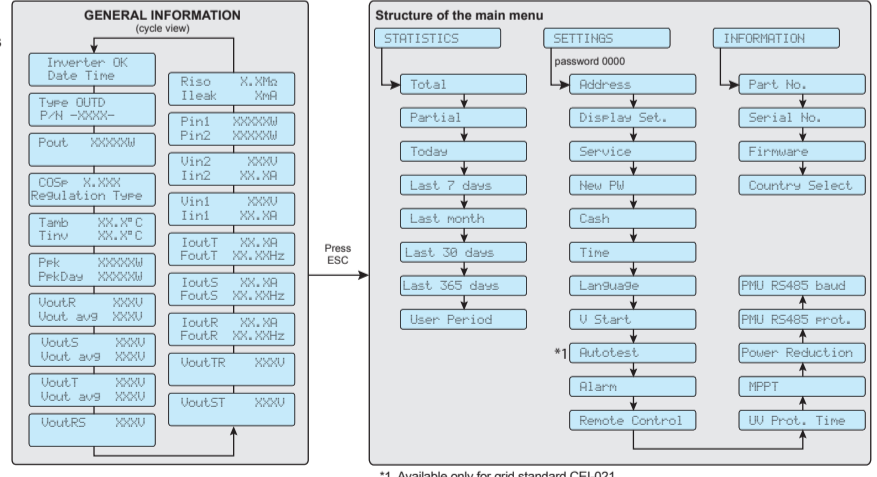 GENERAL INFORMATION
(cycle view)
s
Inverter OK
Date Time
Type OUTD
P/N -XXXX-
Pout XXXXXW
COSp X.XXX
Regulation Type
Tamb XX.X°C
Tinv XX.X°C
Ppk XXXXXW
PpkDay XXXXXW
VoutR XXXV
Vout avg XXXV
VoutS XXXV
Vout avg XXXV
VoutT XXXV
Vout avg XXXV
VoutRS XXXV
Riso X.XMΩ
Ileak XmA
Pin1 XXXXXW
Pin2 XXXXXW
Vin2 XXXV
Iin2 XX.XA
Vin1 XXXV
Iin1 XX.XA
IoutT XX.XA
FoutT XX.XXHz
IoutS XX.XA
FoutS XX.XXHz
IoutR XX.XA
FoutR XX.XXHz
VoutTR XXXV
VoutST XXXV
Press
ESC
Structure of the main menu
STATISTICS
Total
Partial
Today
Last 7 days
Last month
Last 30 days
Last 365 days
User Period
SETTINGS
password 0000
Address
Display Set.
Service
New PW
Cash
Time
Language
V Start
*1 Autotest
Alarm
Remote Control
INFORMATION
Part No.
Serial No.
Firmware
Country Select
PMU RS485 baud
PMU RS485 prot.
Power Reduction
MPPT
UV Prot. Time
*1 Available only for grid standard CEI-021